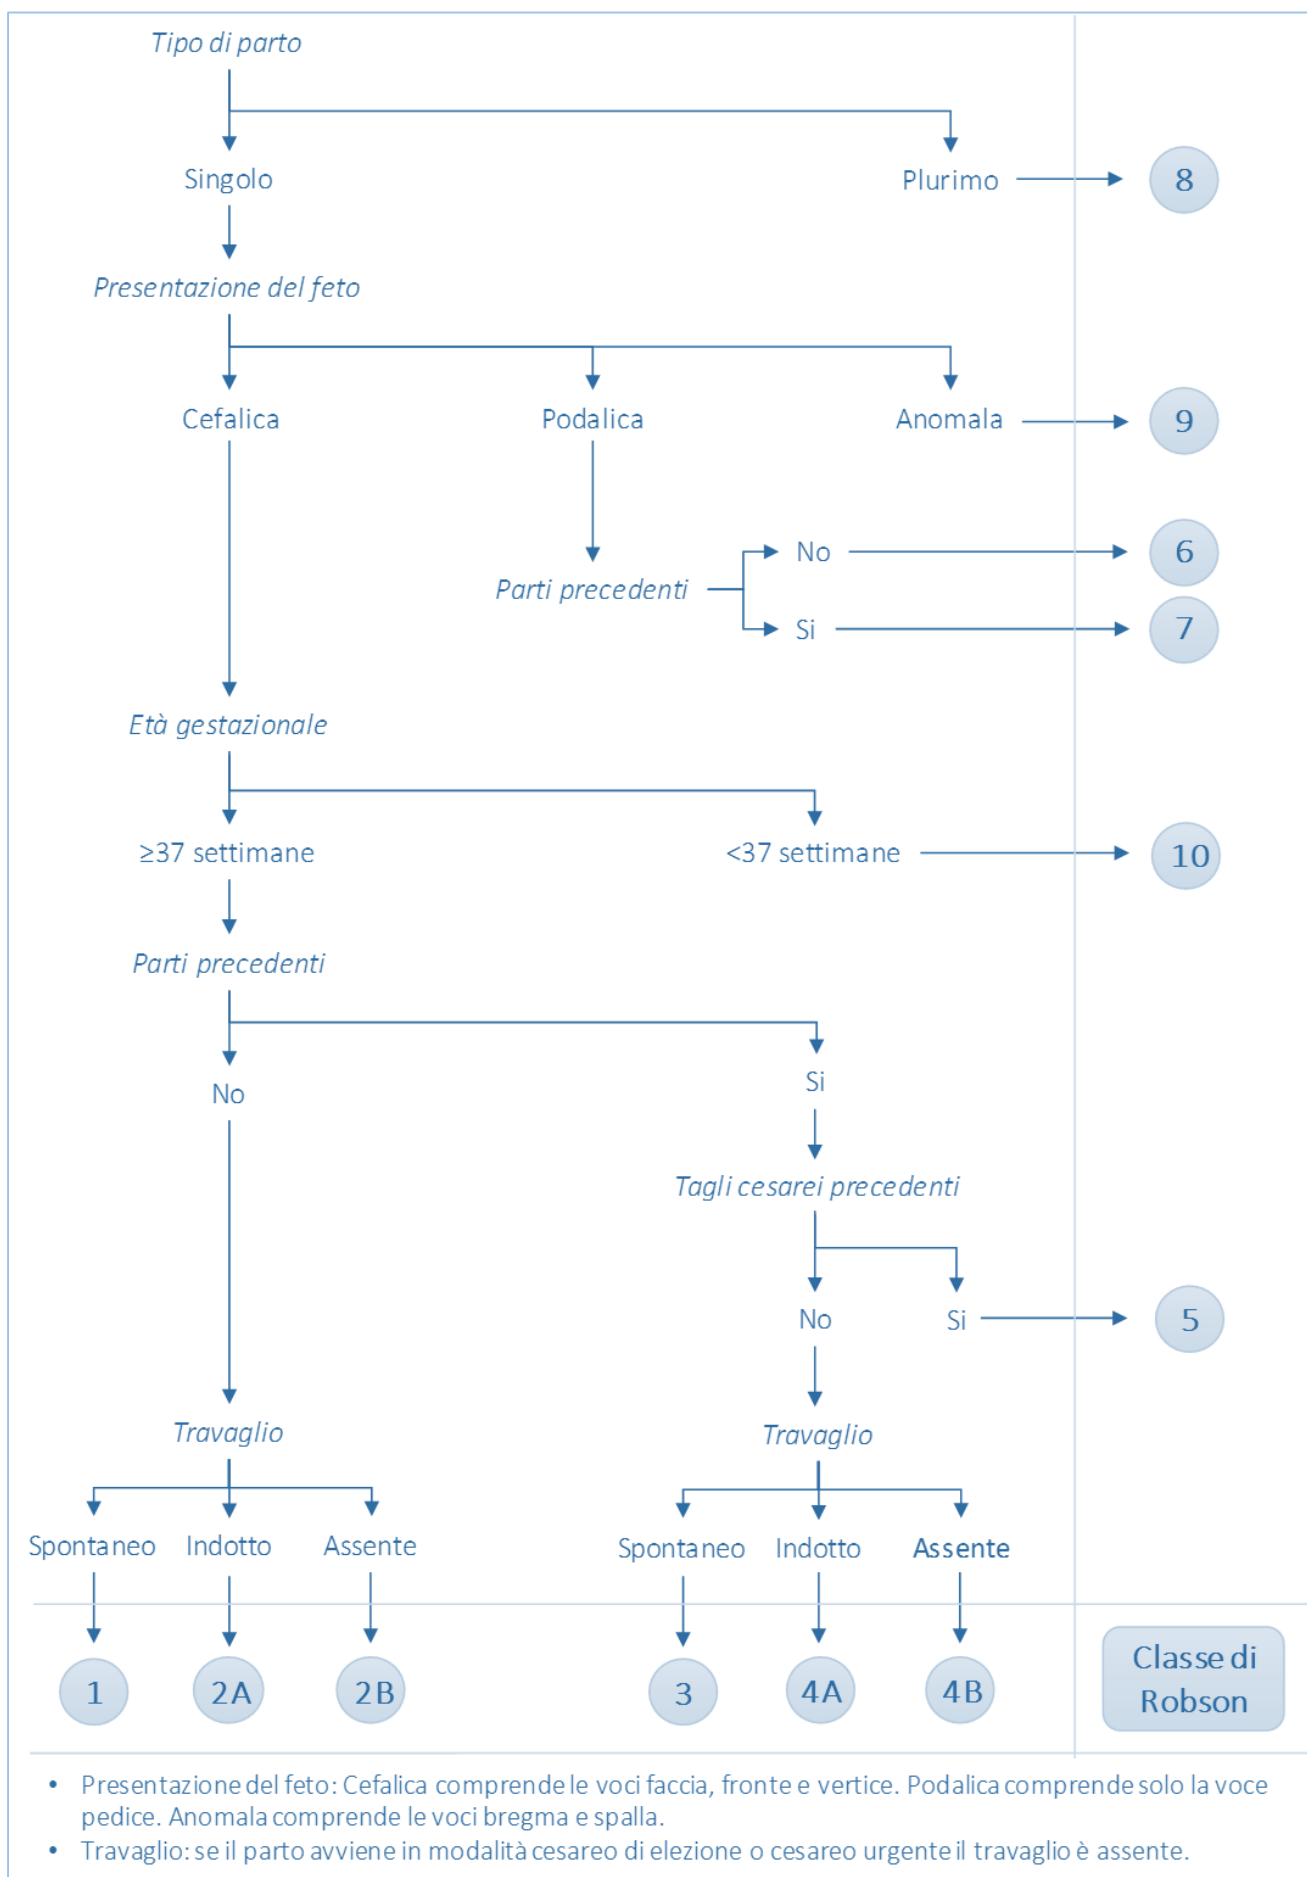 Tipo di parto
Singolo
Plurimo
8
Presentazione del feto
Cefalica
Podalica
Anomala
9
No
6
Parti precedenti
Si
7
Età gestazionale
≥37 settimane
<37 settimane
10
Parti precedenti
No
Si
Tagli cesarei precedenti
No
Si
5
Travaglio
Travaglio
Spontaneo
Indotto
Assente
Spontaneo
Indotto
Assente
1
2A
2B
3
4A
4B
Classe di
Robson
• Presentazione del feto: Cefalica comprende le voci faccia, fronte e vertice. Podalica comprende solo la voce
pedice. Anomala comprende le voci bregma e spalla.
• Travaglio: se il parto avviene in modalità cesareo di elezione o cesareo urgente il travaglio è assente.